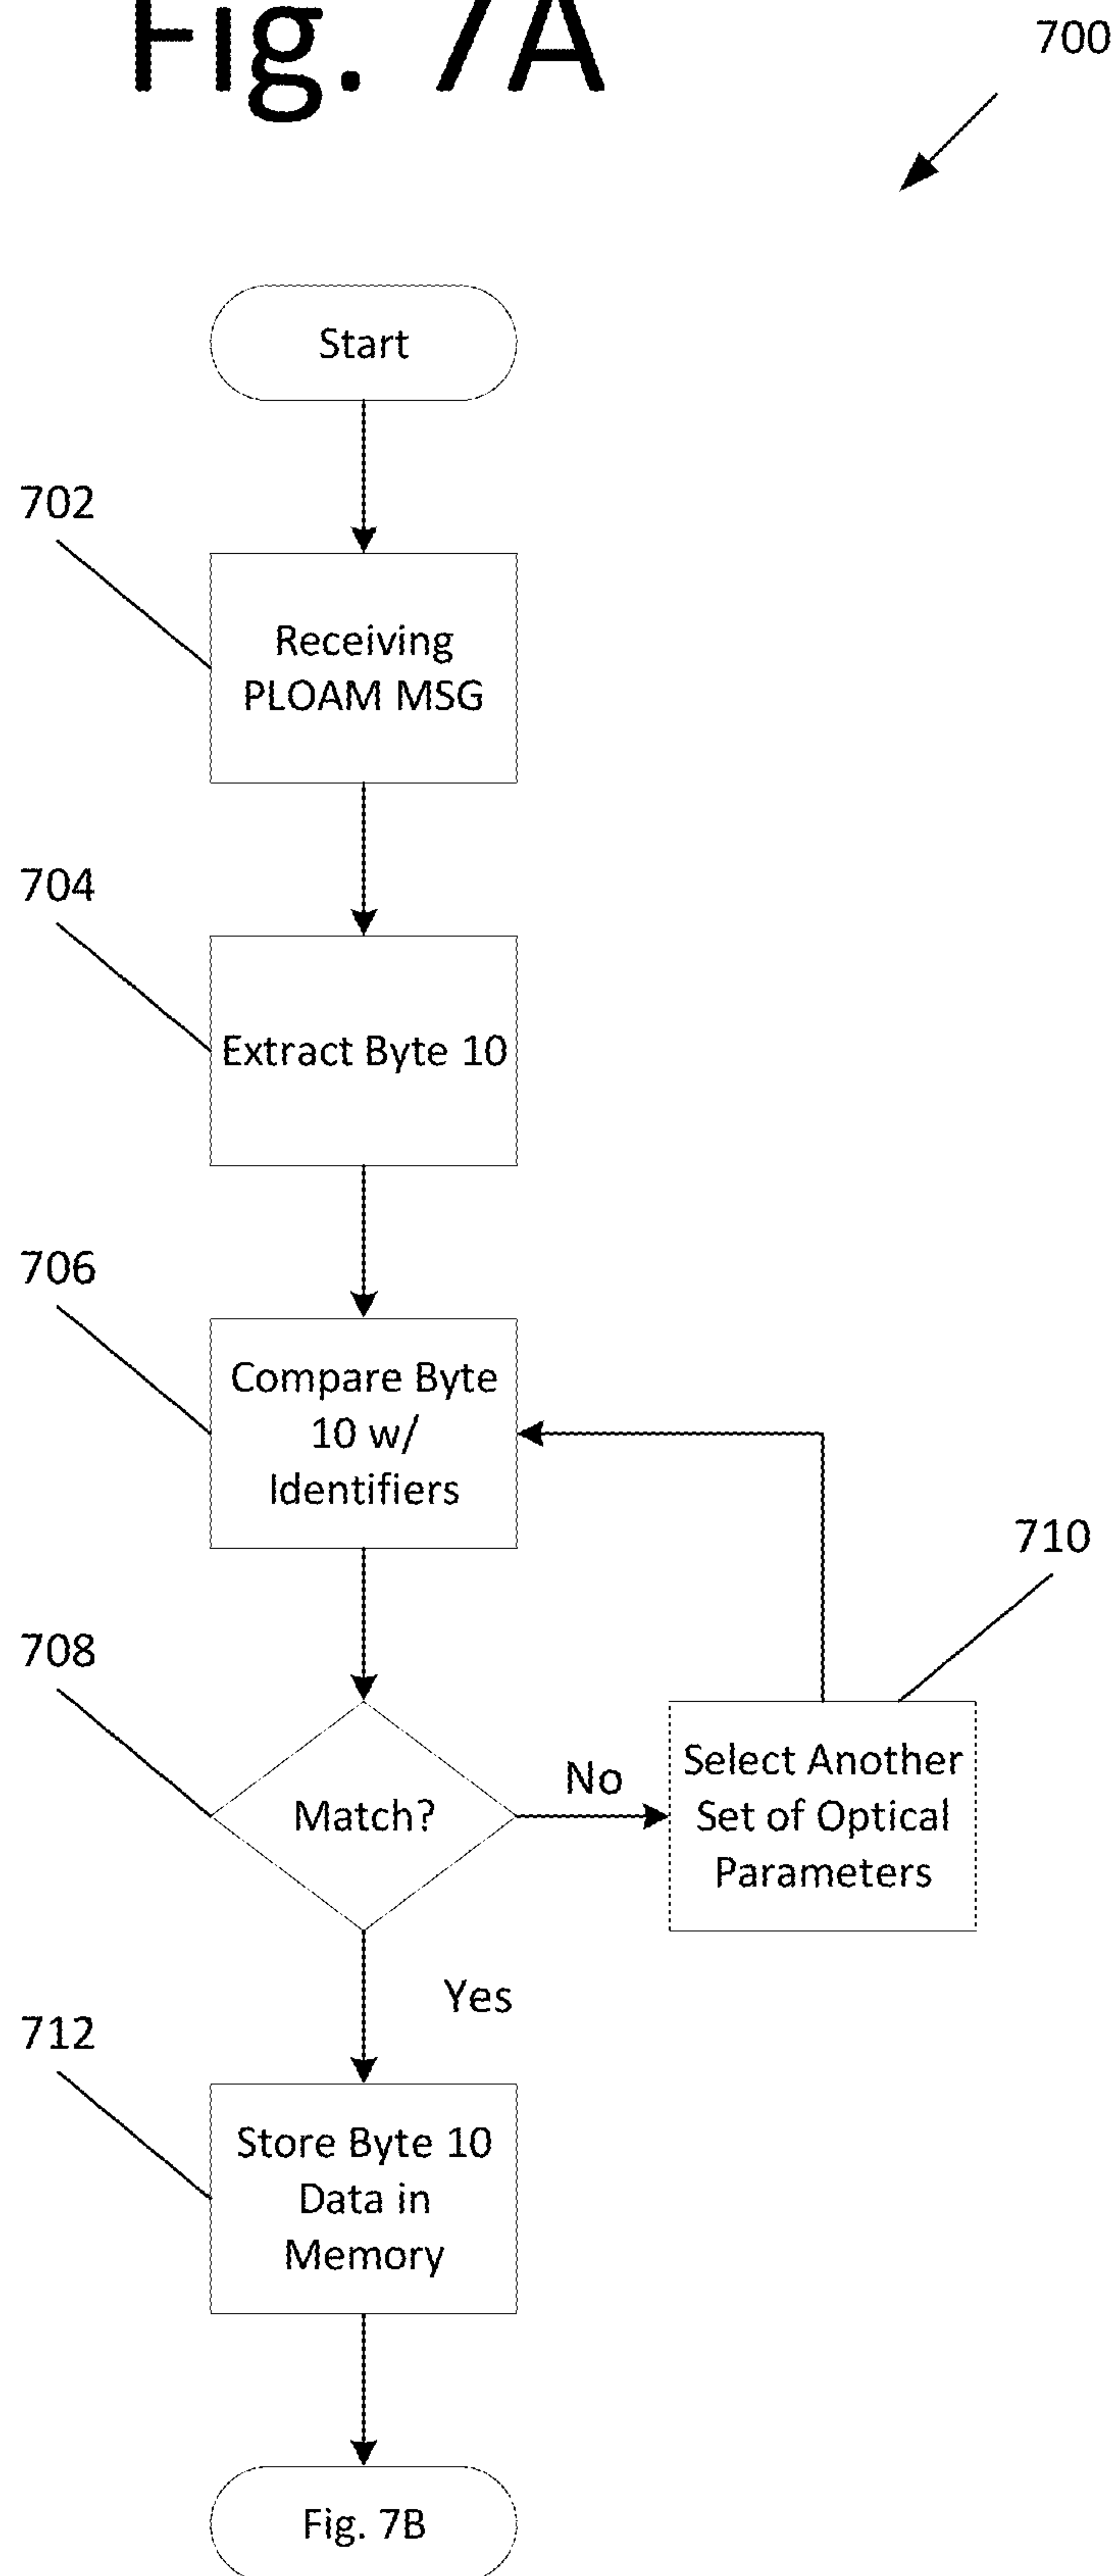 Fig. 7A
700
Start
702
Receiving
PLOAM MSG
704
Extract Byte 10
706
Compare Byte
10 w/
Identifiers
710
708
Match?
No
Select Another
Set of Optical
Parameters
Yes
712
Store Byte 10
Data in
Memory
Fig. 7B